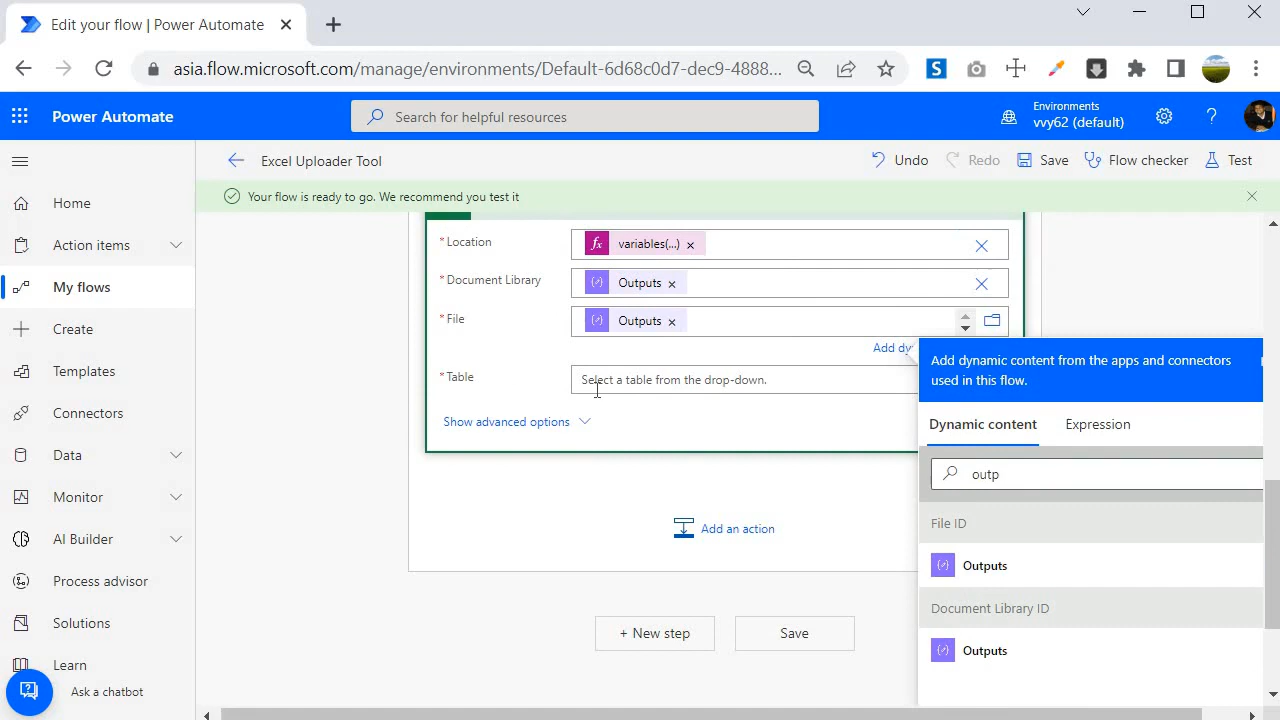 Edit your flow | Power Automate
asia.flow.microsoft.com/manage/environments/Default-6d68c0d7-dec9-4888...
S
Power Automate
Search for helpful resources
Environments
vvy62 (default)
?
Excel Uploader Tool
Undo
Redo
Save
Flow checker
Test
Your flow is ready to go. We recommend you test it
Home
Action items
My flows
Create
Templates
Connectors
Data
Monitor
AI Builder
Process advisor
Solutions
Learn
Ask a chatbot
* Location
fx variables(...) ×
* Document Library
Outputs ×
* File
Outputs ×
Add dy
* Table
Select a table from the drop-down.
Show advanced options
Add an action
+ New step
Save
Add dynamic content from the apps and connectors
used in this flow.
Dynamic content
Expression
outp
File ID
Outputs
Document Library ID
Outputs